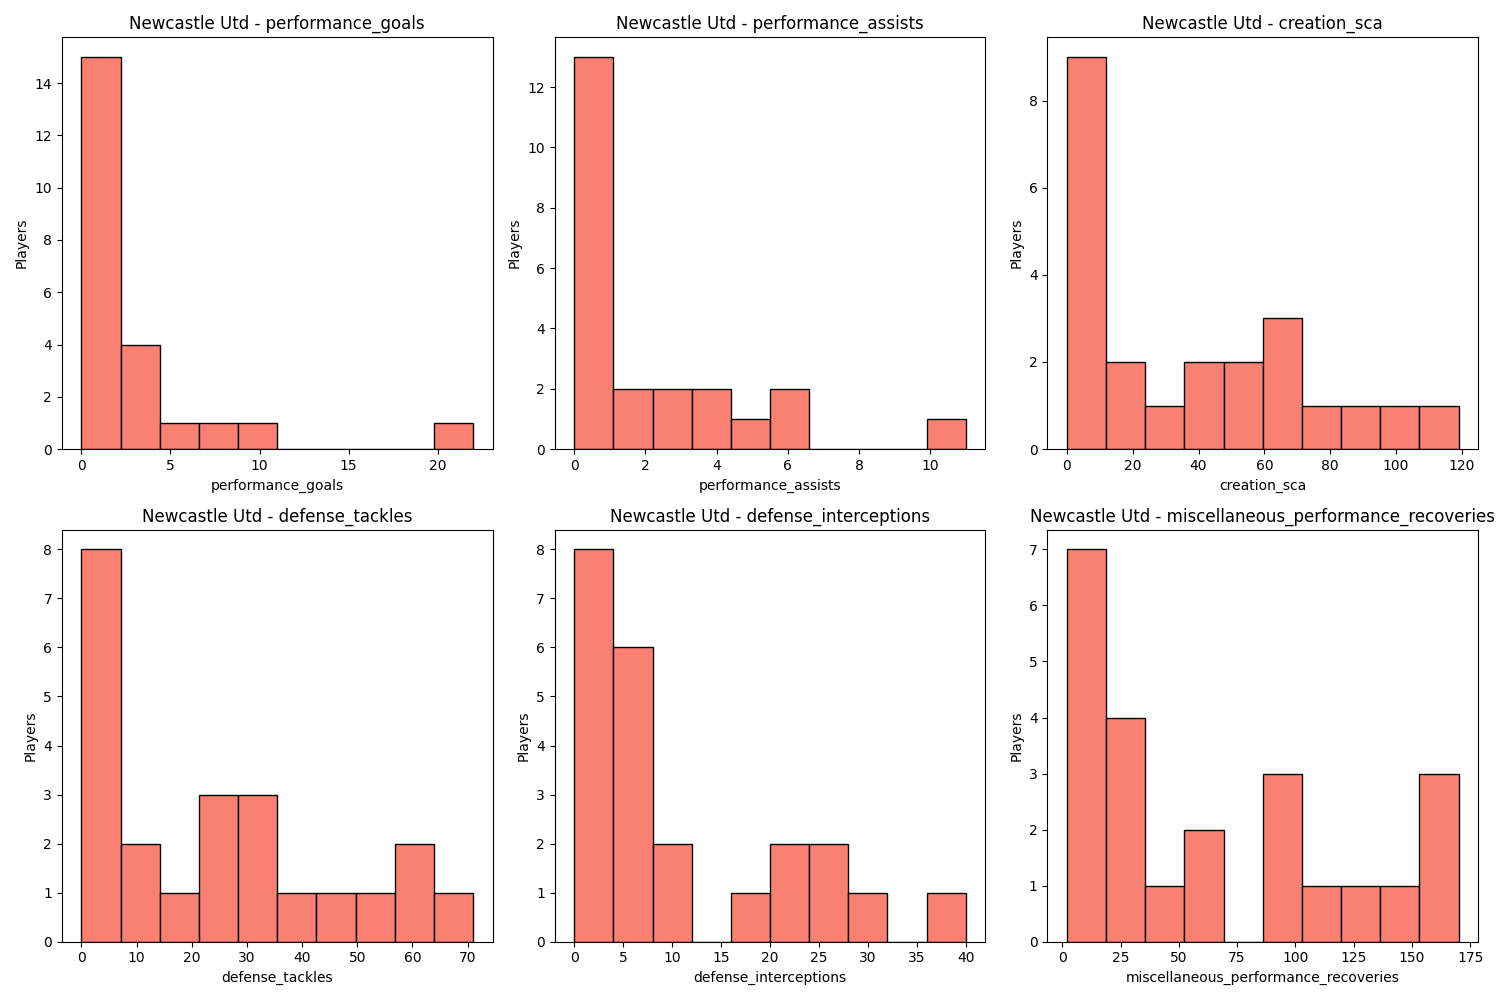 Newcastle Utd - performance_goals
Players
14
12
10
8
6
4
2
0
0 5 10 15 20
performance_goals
Newcastle Utd - performance_assists
Players
12
10
8
6
4
2
0
0 2 4 6 8 10
performance_assists
Newcastle Utd - creation_sca
Players
8
6
4
2
0
0 20 40 60 80 100 120
creation_sca
Newcastle Utd - defense_tackles
Players
8
7
6
5
4
3
2
1
0
0 10 20 30 40 50 60 70
defense_tackles
Newcastle Utd - defense_interceptions
Players
8
7
6
5
4
3
2
1
0
0 5 10 15 20 25 30 35 40
defense_interceptions
Newcastle Utd - miscellaneous_performance_recoveries
Players
7
6
5
4
3
2
1
0
0 25 50 75 100 125 150 175
miscellaneous_performance_recoveries